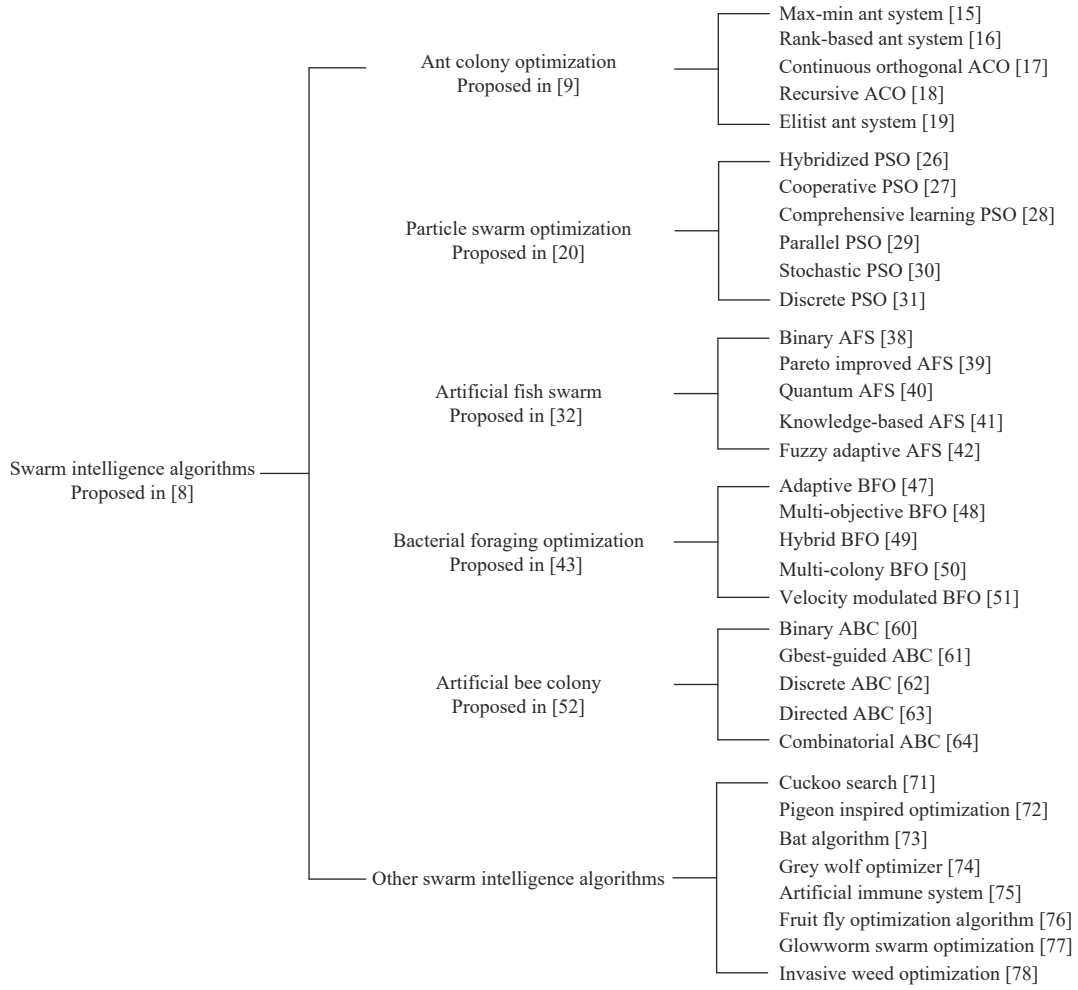 Swarm intelligence algorithms
Proposed in [8]
Ant colony optimization
Proposed in [9]
Max-min ant system [15]
Rank-based ant system [16]
Continuous orthogonal ACO [17]
Recursive ACO [18]
Elitist ant system [19]
Particle swarm optimization
Proposed in [20]
Hybridized PSO [26]
Cooperative PSO [27]
Comprehensive learning PSO [28]
Parallel PSO [29]
Stochastic PSO [30]
Discrete PSO [31]
Artificial fish swarm
Proposed in [32]
Binary AFS [38]
Pareto improved AFS [39]
Quantum AFS [40]
Knowledge-based AFS [41]
Fuzzy adaptive AFS [42]
Bacterial foraging optimization
Proposed in [43]
Adaptive BFO [47]
Multi-objective BFO [48]
Hybrid BFO [49]
Multi-colony BFO [50]
Velocity modulated BFO [51]
Artificial bee colony
Proposed in [52]
Binary ABC [60]
Gbest-guided ABC [61]
Discrete ABC [62]
Directed ABC [63]
Combinatorial ABC [64]
Other swarm intelligence algorithms
Cuckoo search [71]
Pigeon inspired optimization [72]
Bat algorithm [73]
Grey wolf optimizer [74]
Artificial immune system [75]
Fruit fly optimization algorithm [76]
Glowworm swarm optimization [77]
Invasive weed optimization [78]